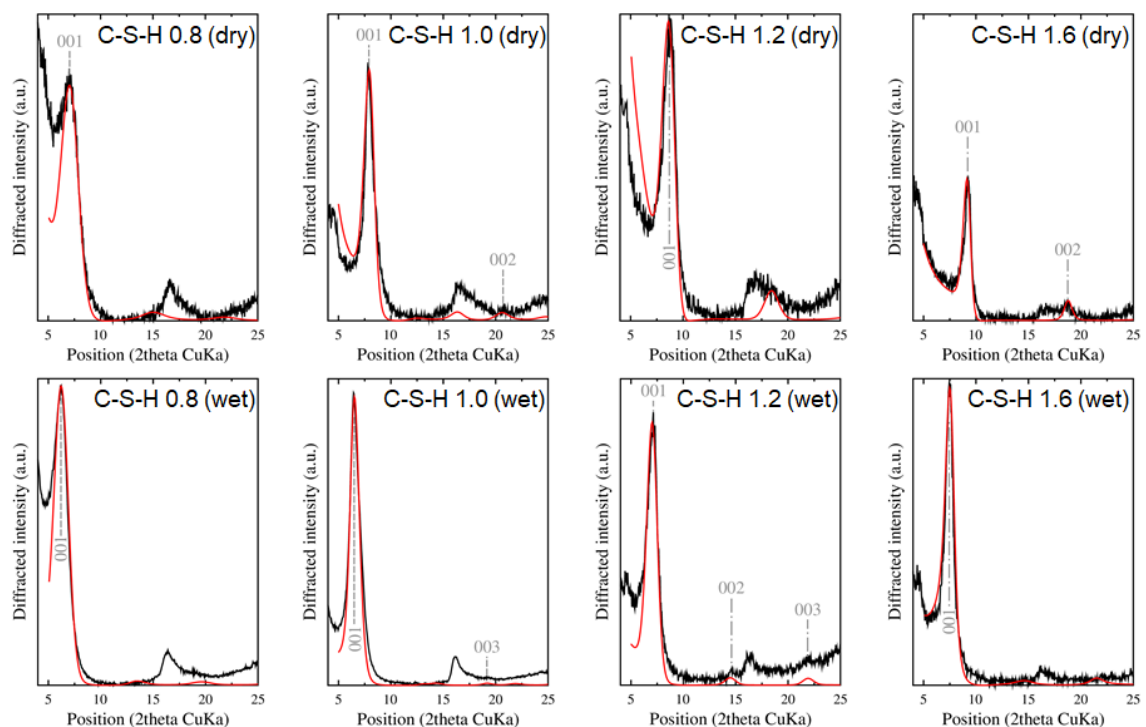 C-S-H 0.8 (dry)
001
Diffracted intensity (a.u.)
5 10 15 20 25
Position (2theta CuKa)
C-S-H 1.0 (dry)
001
002
Diffracted intensity (a.u.)
5 10 15 20 25
Position (2theta CuKa)
C-S-H 1.2 (dry)
001
Diffracted intensity (a.u.)
5 10 15 20 25
Position (2theta CuKa)
C-S-H 1.6 (dry)
001
002
Diffracted intensity (a.u.)
5 10 15 20 25
Position (2theta CuKa)
C-S-H 0.8 (wet)
001
Diffracted intensity (a.u.)
5 10 15 20 25
Position (2theta CuKa)
C-S-H 1.0 (wet)
001
003
Diffracted intensity (a.u.)
5 10 15 20 25
Position (2theta CuKa)
C-S-H 1.2 (wet)
001
002
003
Diffracted intensity (a.u.)
5 10 15 20 25
Position (2theta CuKa)
C-S-H 1.6 (wet)
001
Diffracted intensity (a.u.)
5 10 15 20 25
Position (2theta CuKa)